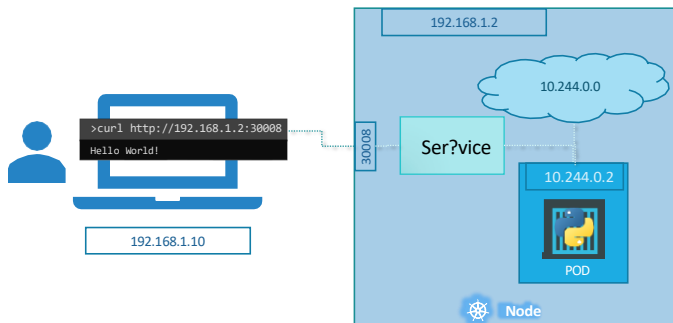 192.168.1.2
10.244.0.0
>curl http://192.168.1.2:30008
Hello World!
30008
Ser?vice
10.244.0.2
192.168.1.10
POD
Node